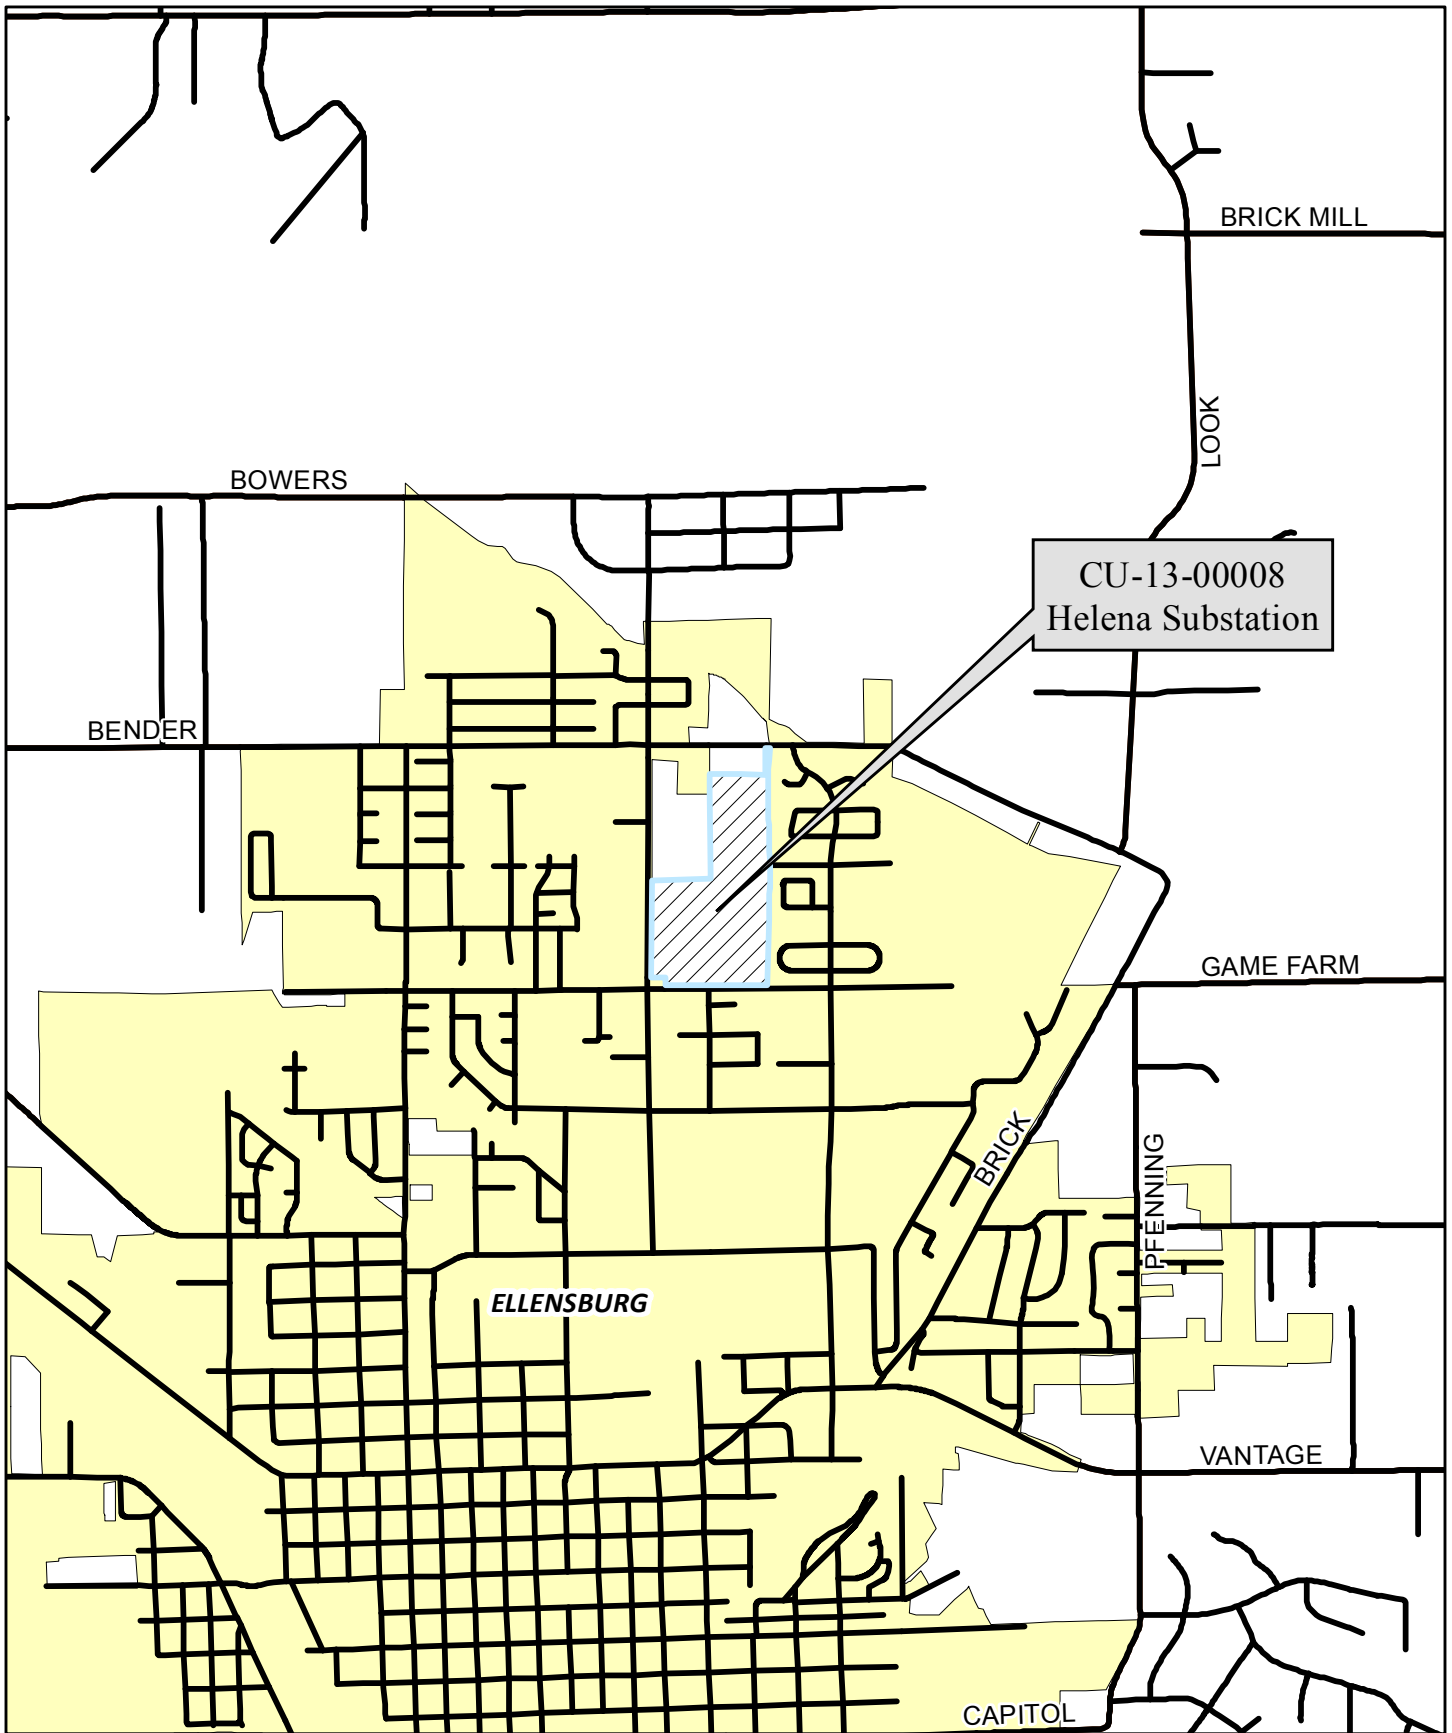 BRICK MILL
LOOK
BOWERS
CU-13-00008
Helena Substation
BENDER
GAME FARM
BRICK
PFENNING
ELLENSBURG
VANTAGE
CAPITOL